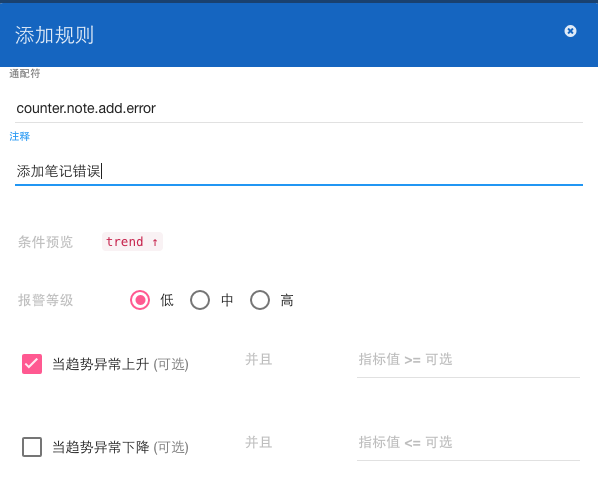 添加规则
通配符
counter.note.add.error
注释
添加笔记错误
条件预览 trend ↑
报警等级 低 中 高
当趋势异常上升 (可选) 并且 指标值 >= 可选
当趋势异常下降 (可选) 并且 指标值 <= 可选